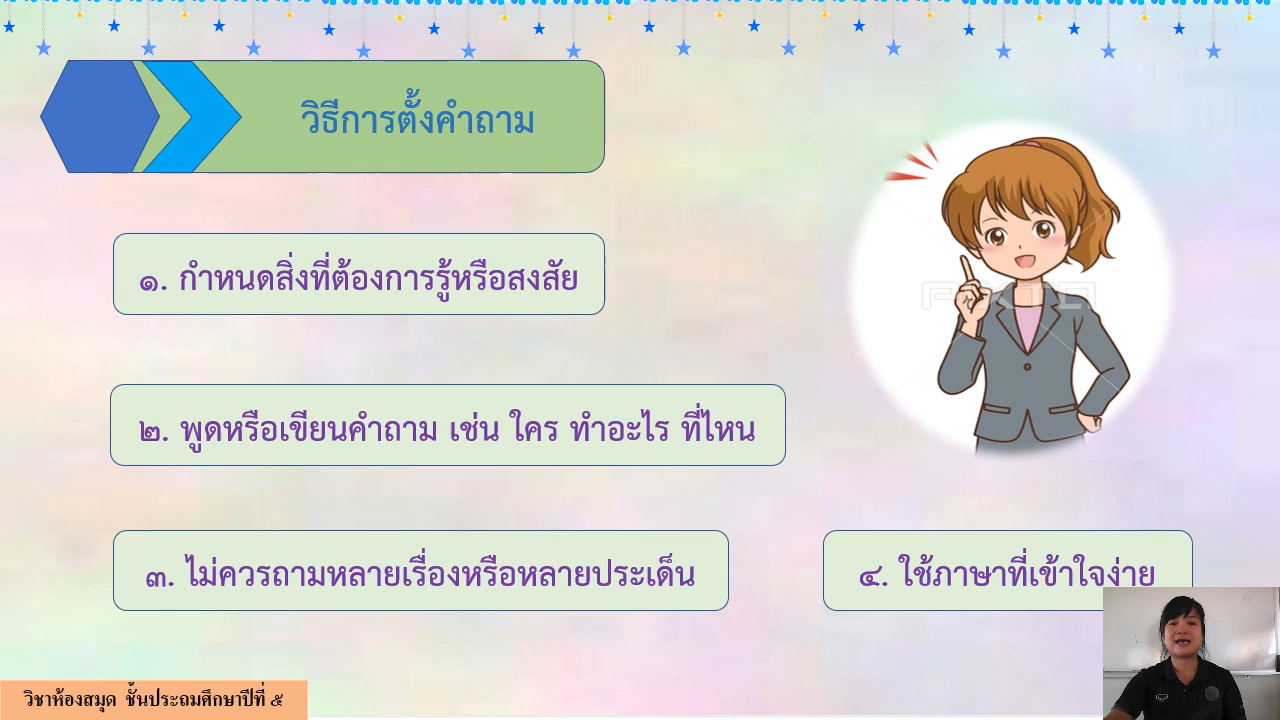 วิธีการตั้งคำถาม
๑. กำหนดสิ่งที่ต้องการรู้หรือสงสัย
๒. พูดหรือเขียนคำถาม เช่น ใคร ทำอะไร ที่ไหน
๓. ไม่ควรถามหลายเรื่องหรือหลายประเด็น
๔. ใช้ภาษาที่เข้าใจง่าย
วิชาห้องสมุด ชั้นประถมศึกษาปีที่ ๕